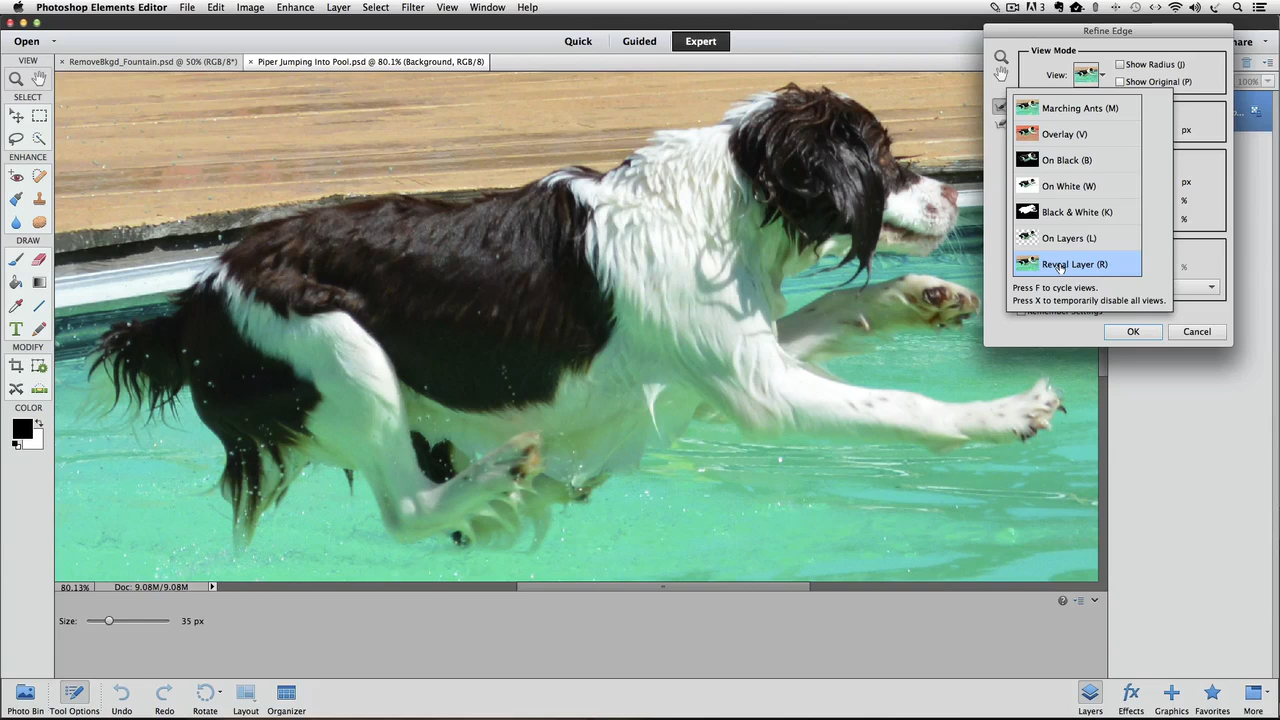 Photoshop Elements Editor File Edit Image Enhance Layer Select Filter View Window Help
3
Refine Edge
Open Quick Guided Expert
VIEW
× RemoveBkgd_Fountain.psd @ 50% (RGB/8*) × Piper Jumping Into Pool.psd @ 80.1% (Background, RGB/8)
View Mode
View: Show Radius (J)
Show Original (P)
100%
SELECT
Marching Ants (M)
Overlay (V)
On Black (B)
On White (W)
Black & White (K)
On Layers (L)
Reveal Layer (R)
Press F to cycle views.
Press X to temporarily disable all views.
px
px
%
%
%
Remember Settings
OK Cancel
ENHANCE
DRAW
MODIFY
COLOR
80.13% Doc: 9.08M/9.08M
Size: 35 px
Photo Bin Tool Options Undo Redo Rotate Layout Organizer Layers Effects Graphics Favorites More